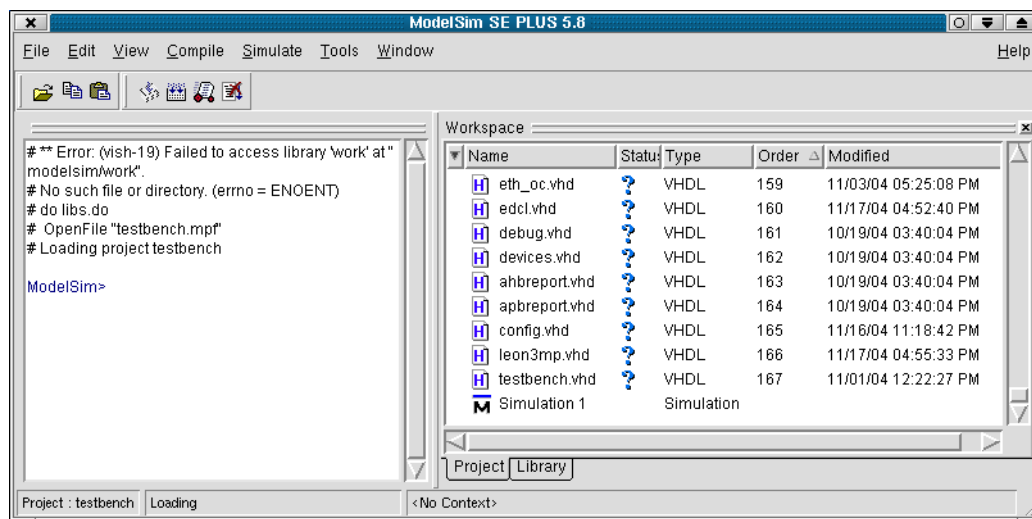 ModelSim SE PLUS 5.8
File Edit View Compile Simulate Tools Window Help
# ** Error: (vish-19) Failed to access library 'work' at "
modelsim/work".
# No such file or directory. (errno = ENOENT)
# do libs.do
# OpenFile "testbench.mpf"
# Loading project testbench
ModelSim>
Workspace
Name Status Type Order Modified
eth_oc.vhd ? VHDL 159 11/03/04 05:25:08 PM
edcl.vhd ? VHDL 160 11/17/04 04:52:40 PM
debug.vhd ? VHDL 161 10/19/04 03:40:04 PM
devices.vhd ? VHDL 162 10/19/04 03:40:04 PM
ahbreport.vhd ? VHDL 163 10/19/04 03:40:04 PM
apbreport.vhd ? VHDL 164 10/19/04 03:40:04 PM
config.vhd ? VHDL 165 11/16/04 11:18:42 PM
leon3mp.vhd ? VHDL 166 11/17/04 04:55:33 PM
testbench.vhd ? VHDL 167 11/01/04 12:22:27 PM
M Simulation 1 Simulation
Project Library
Project : testbench Loading <No Context>